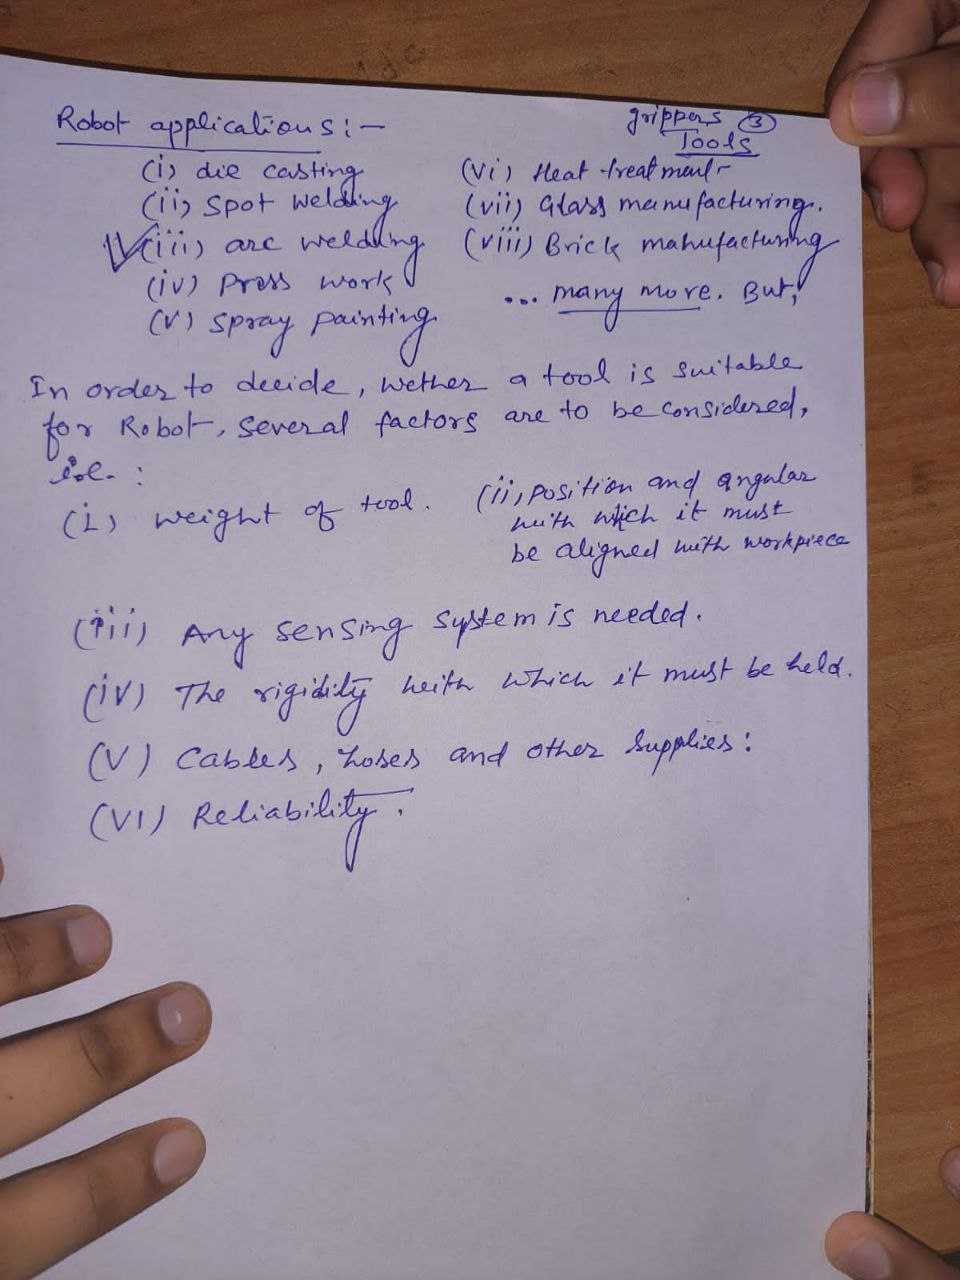 grippers ③
Tools
Robot applications :-
(i) die casting
(ii) spot welding
(iii) arc welding
(iv) press work
(v) spray painting
(vi) Heat treatment
(vii) Glass manufacturing.
(viii) Brick manufacturing
... many more. But,
In order to decide, wether a tool is suitable
for Robot, several factors are to be considered,
i.e. :
(i) weight of tool.
(ii) position and angular
with which it must
be aligned with workpiece
(iii) Any sensing system is needed.
(iv) The rigidity with which it must be held.
(V) Cables, hoses and other supplies :
(VI) Reliability.